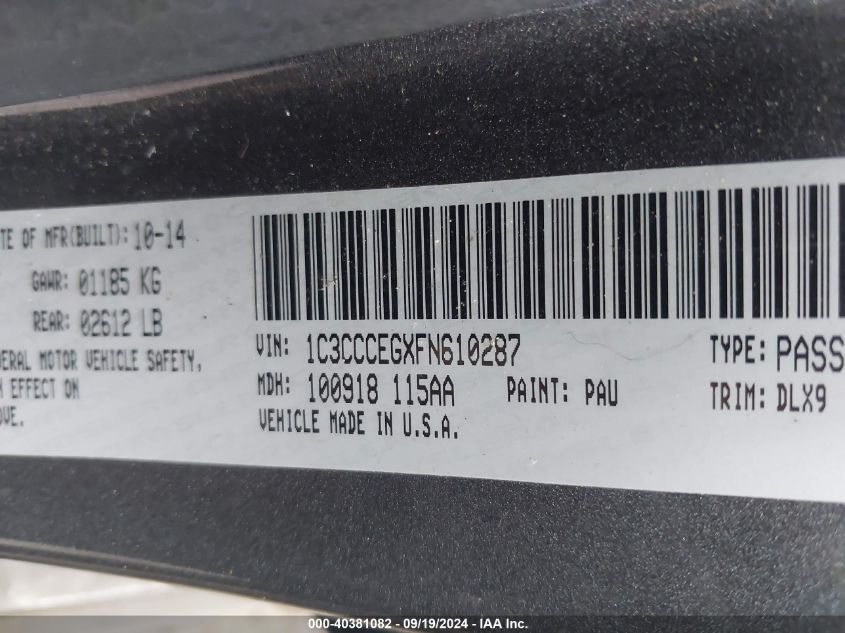 TE OF MFR(BUILT): 10-14
GAWR: 01185 KG
REAR: 02612 LB
ERAL MOTOR VEHICLE SAFETY,
EFFECT ON
OVE.
VIN: 1C3CCCEGXFN610287
TYPE: PASS
MDH: 100918 115AA
PAINT: PAU
TRIM: DLX9
VEHICLE MADE IN U.S.A.
000-40381082 - 09/19/2024 - IAA Inc.